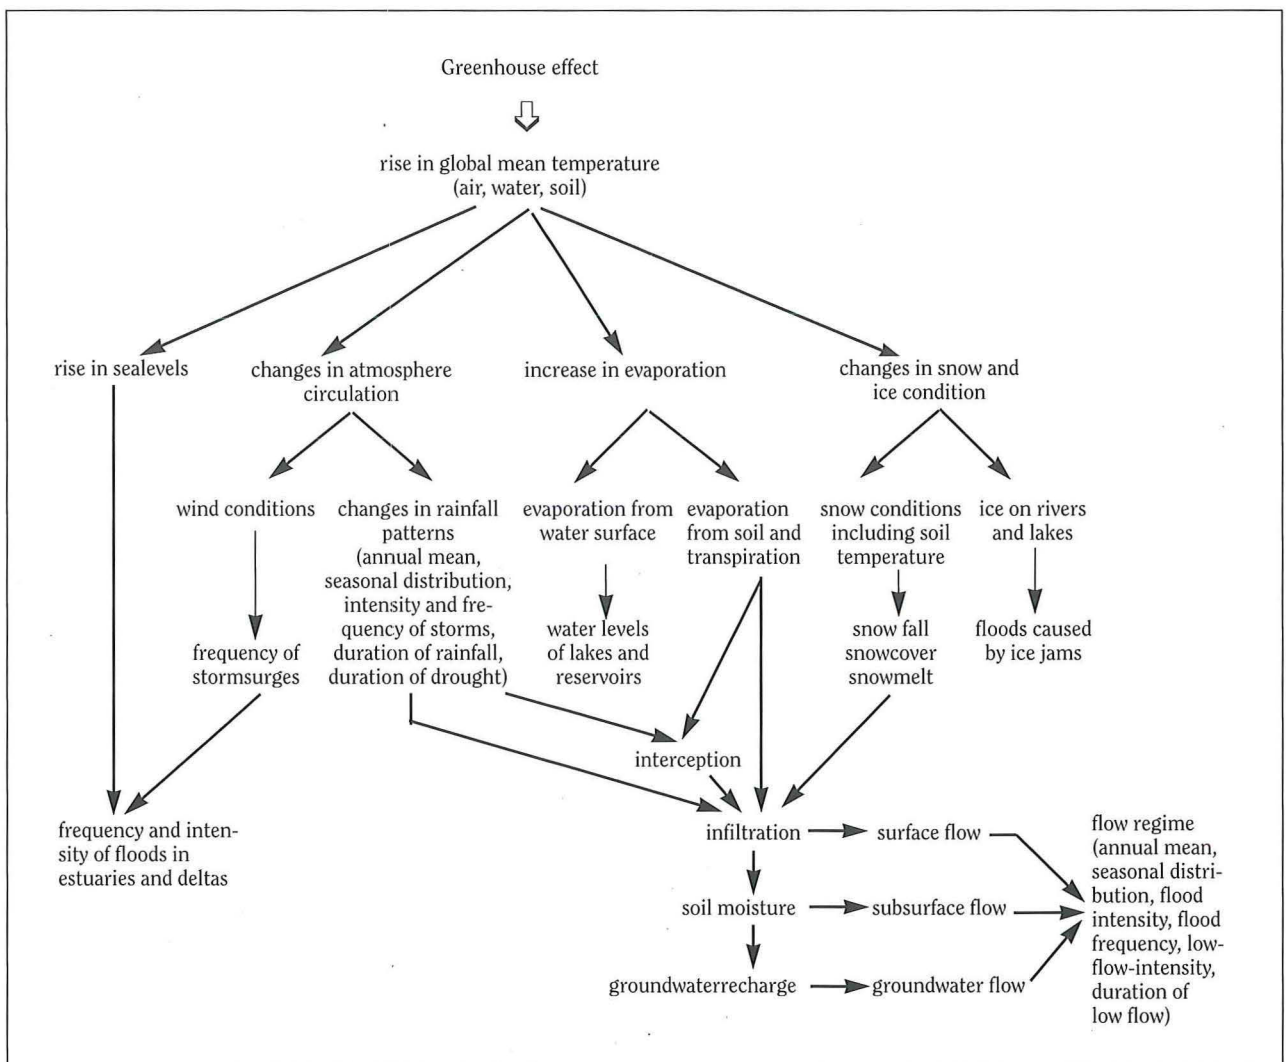 Greenhouse effect
rise in global mean temperature
(air, water, soil)
rise in sealevels
changes in atmosphere
circulation
increase in evaporation
changes in snow and
ice condition
wind conditions
changes in rainfall
patterns
(annual mean,
seasonal distribution,
intensity and fre-
quency of storms,
duration of rainfall,
duration of drought)
evaporation from
water surface
evaporation
from soil and
transpiration
snow conditions
including soil
temperature
ice on rivers
and lakes
frequency of
stormsurges
water levels
of lakes and
reservoirs
snow fall
snowcover
snowmelt
floods caused
by ice jams
interception
frequency and inten-
sity of floods in
estuaries and deltas
infiltration
surface flow
soil moisture
subsurface flow
groundwaterrecharge
groundwater flow
flow regime
(annual mean,
seasonal distri-
bution, flood
intensity, flood
frequency, low-
flow-intensity,
duration of
low flow)